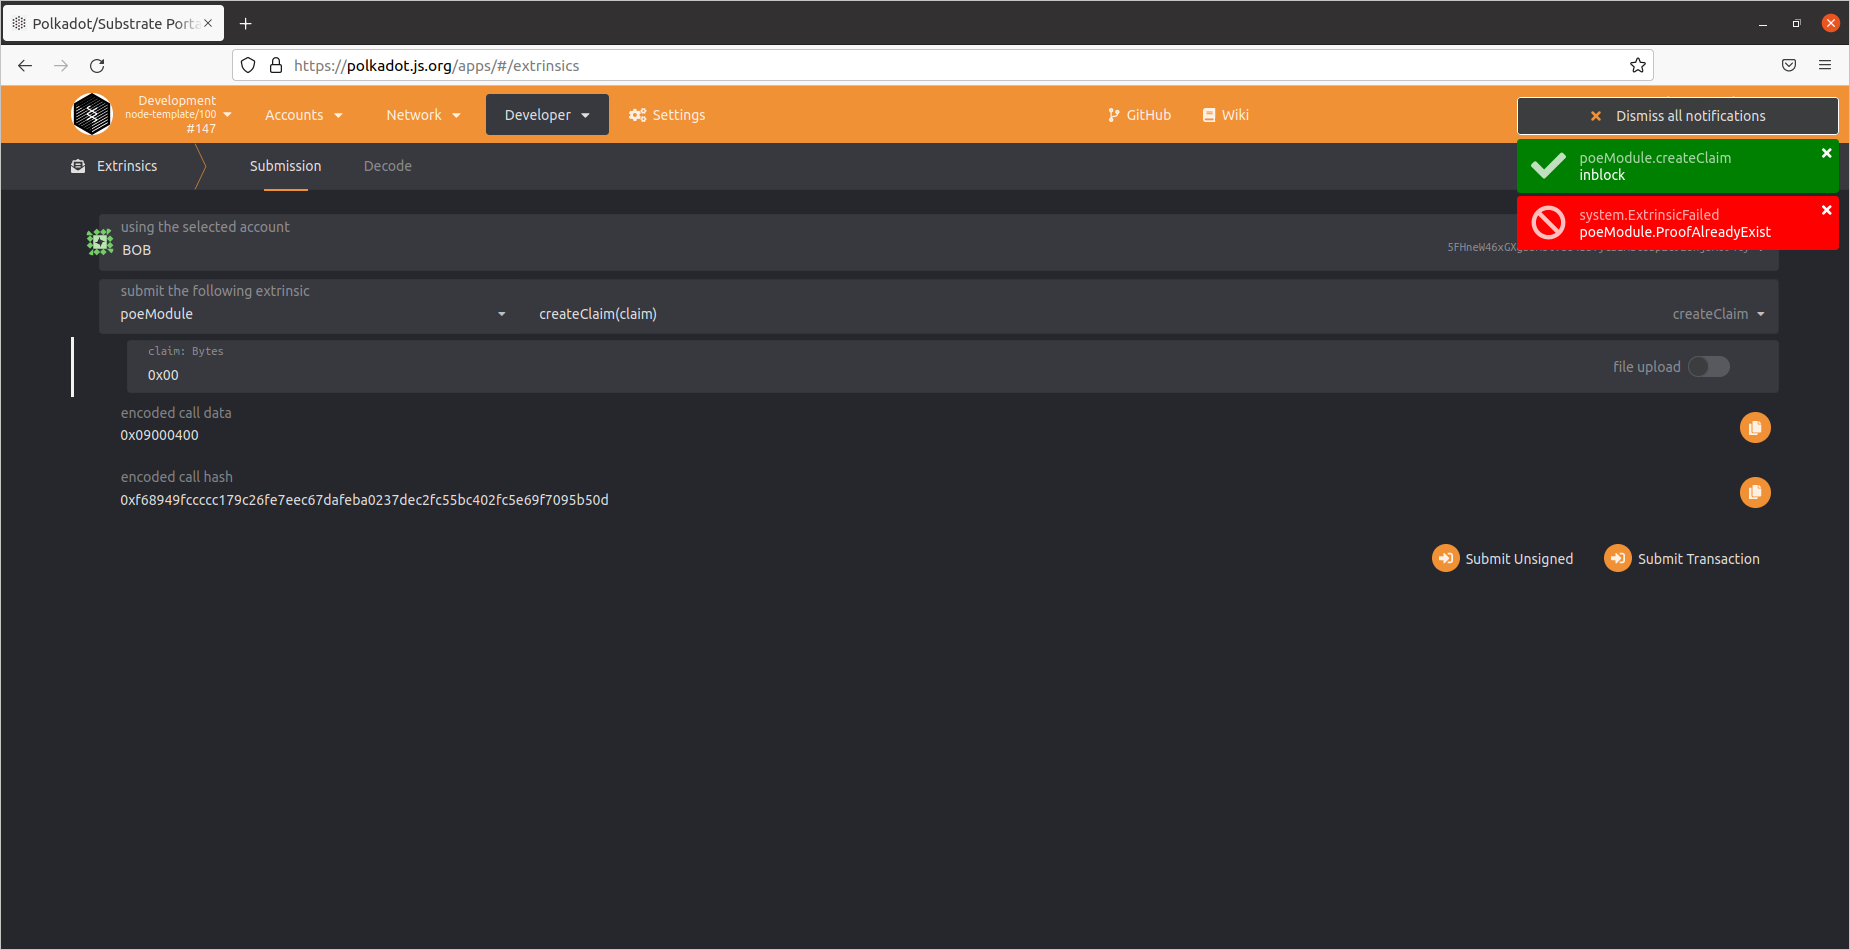 Polkadot/Substrate Porta
https://polkadot.js.org/apps/#/extrinsics
Development
node-template/100
#147
Accounts
Network
Developer
Settings
GitHub
Wiki
Dismiss all notifications
Extrinsics
Submission
Decode
poeModule.createClaim
inblock
system.ExtrinsicFailed
poeModule.ProofAlreadyExist
using the selected account
BOB
submit the following extrinsic
poeModule
createClaim(claim)
createClaim
claim: Bytes
0x00
file upload
encoded call data
0x09000400
encoded call hash
0xf68949fccccc179c26fe7eec67dafeba0237dec2fc55bc402fc5e69f7095b50d
Submit Unsigned
Submit Transaction